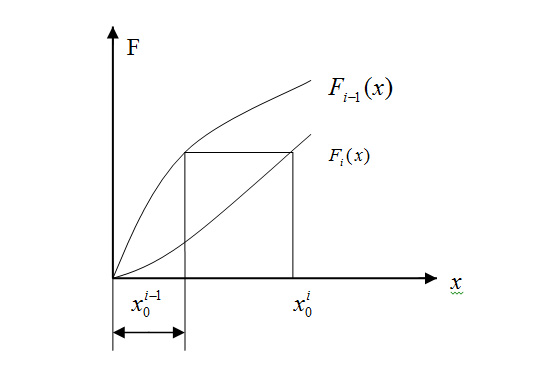 F
F_{i-1}(x)
F_i(x)
x
x_0^{i-1}
x_0^i